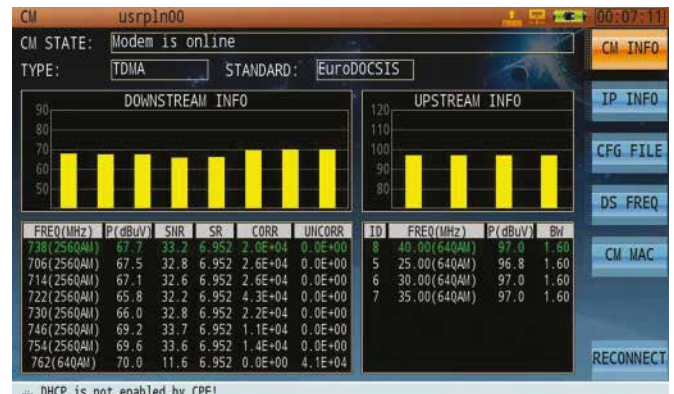 CM usrpln00 00:07:11
CM STATE: Modem is online
TYPE: TDMA STANDARD: EuroDOCSIS
DOWNSTREAM INFO
90
80
70
60
50
UPSTREAM INFO
120
110
100
90
80
FREQ(MHz) P(dBuV) SNR SR CORR UNCORR
738(256QAM) 67.7 33.2 6.952 2.0E+04 0.0E+00
706(256QAM) 67.5 32.8 6.952 2.6E+04 0.0E+00
714(256QAM) 67.1 32.6 6.952 2.6E+04 0.0E+00
722(256QAM) 65.8 32.2 6.952 4.3E+04 0.0E+00
730(256QAM) 66.0 32.8 6.952 2.2E+04 0.0E+00
746(256QAM) 69.2 33.7 6.952 1.1E+04 0.0E+00
754(256QAM) 69.6 33.6 6.952 1.4E+04 0.0E+00
762(64QAM) 70.0 11.6 6.952 0.0E+00 4.1E+04
ID FREQ(MHz) P(dBuV) BW
8 40.00(64QAM) 97.0 1.60
5 25.00(64QAM) 96.8 1.60
6 30.00(64QAM) 97.0 1.60
7 35.00(64QAM) 97.0 1.60
CM INFO
IP INFO
CFG FILE
DS FREQ
CM MAC
RECONNECT
DHCP is not enabled by CPE!